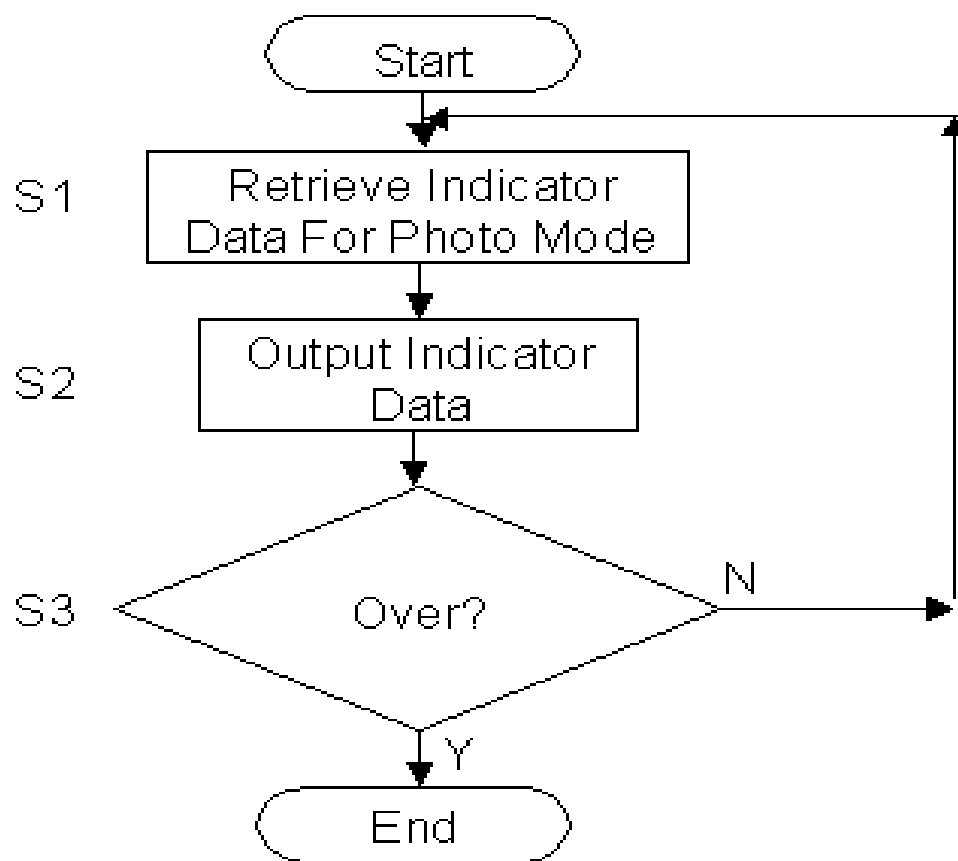 Start
S1
Retrieve Indicator
Data For Photo Mode
S2
Output Indicator
Data
S3
Over?
N
Y
End